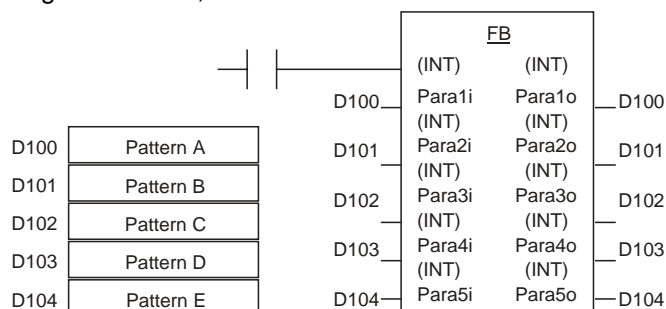 FB
(INT) (INT)
D100 Para1i Para1o D100
(INT) (INT)
D100 Pattern A
D101 Para2i Para2o D101
(INT) (INT)
D101 Pattern B
D102 Para3i Para3o D102
(INT) (INT)
D102 Pattern C
D103 Para4i Para4o D103
(INT) (INT)
D103 Pattern D
D104 Para5i Para5o D104
D104 Pattern E